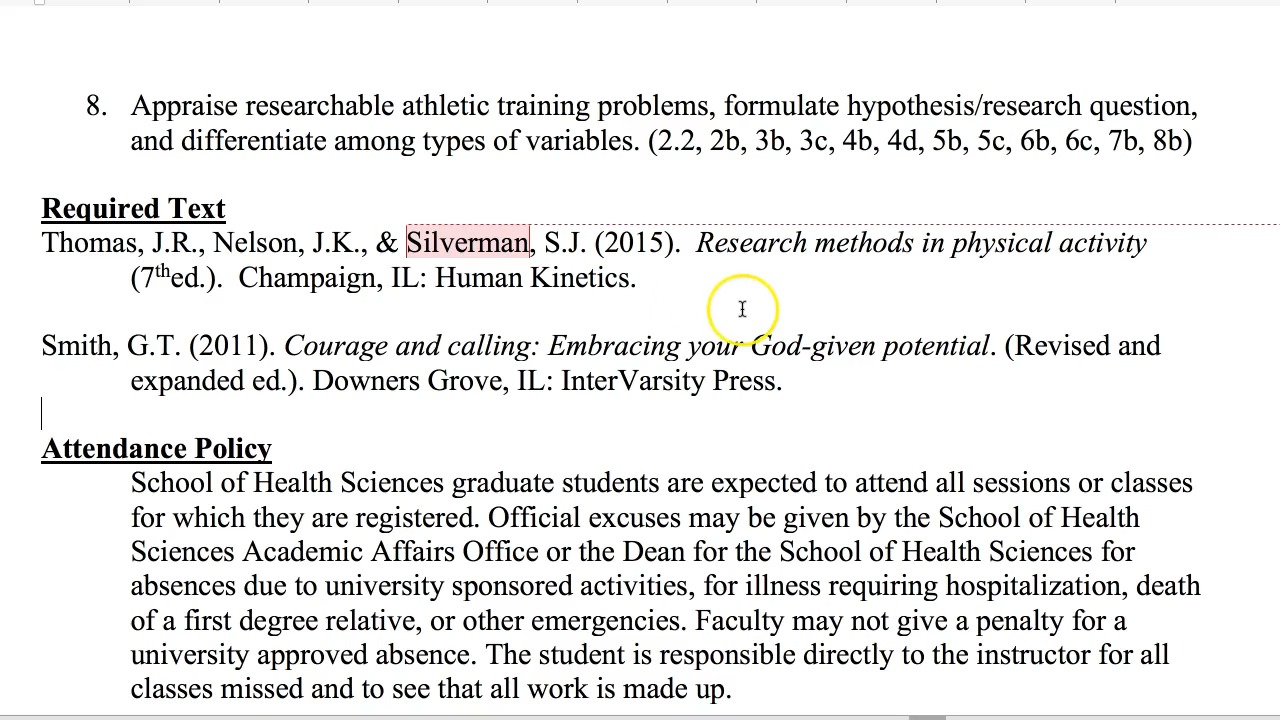 8. Appraise researchable athletic training problems, formulate hypothesis/research question,
and differentiate among types of variables. (2.2, 2b, 3b, 3c, 4b, 4d, 5b, 5c, 6b, 6c, 7b, 8b)
Required Text
Thomas, J.R., Nelson, J.K., & Silverman, S.J. (2015). Research methods in physical activity
(7thed.). Champaign, IL: Human Kinetics.
Smith, G.T. (2011). Courage and calling: Embracing your God-given potential. (Revised and
expanded ed.). Downers Grove, IL: InterVarsity Press.
Attendance Policy
School of Health Sciences graduate students are expected to attend all sessions or classes
for which they are registered. Official excuses may be given by the School of Health
Sciences Academic Affairs Office or the Dean for the School of Health Sciences for
absences due to university sponsored activities, for illness requiring hospitalization, death
of a first degree relative, or other emergencies. Faculty may not give a penalty for a
university approved absence. The student is responsible directly to the instructor for all
classes missed and to see that all work is made up.